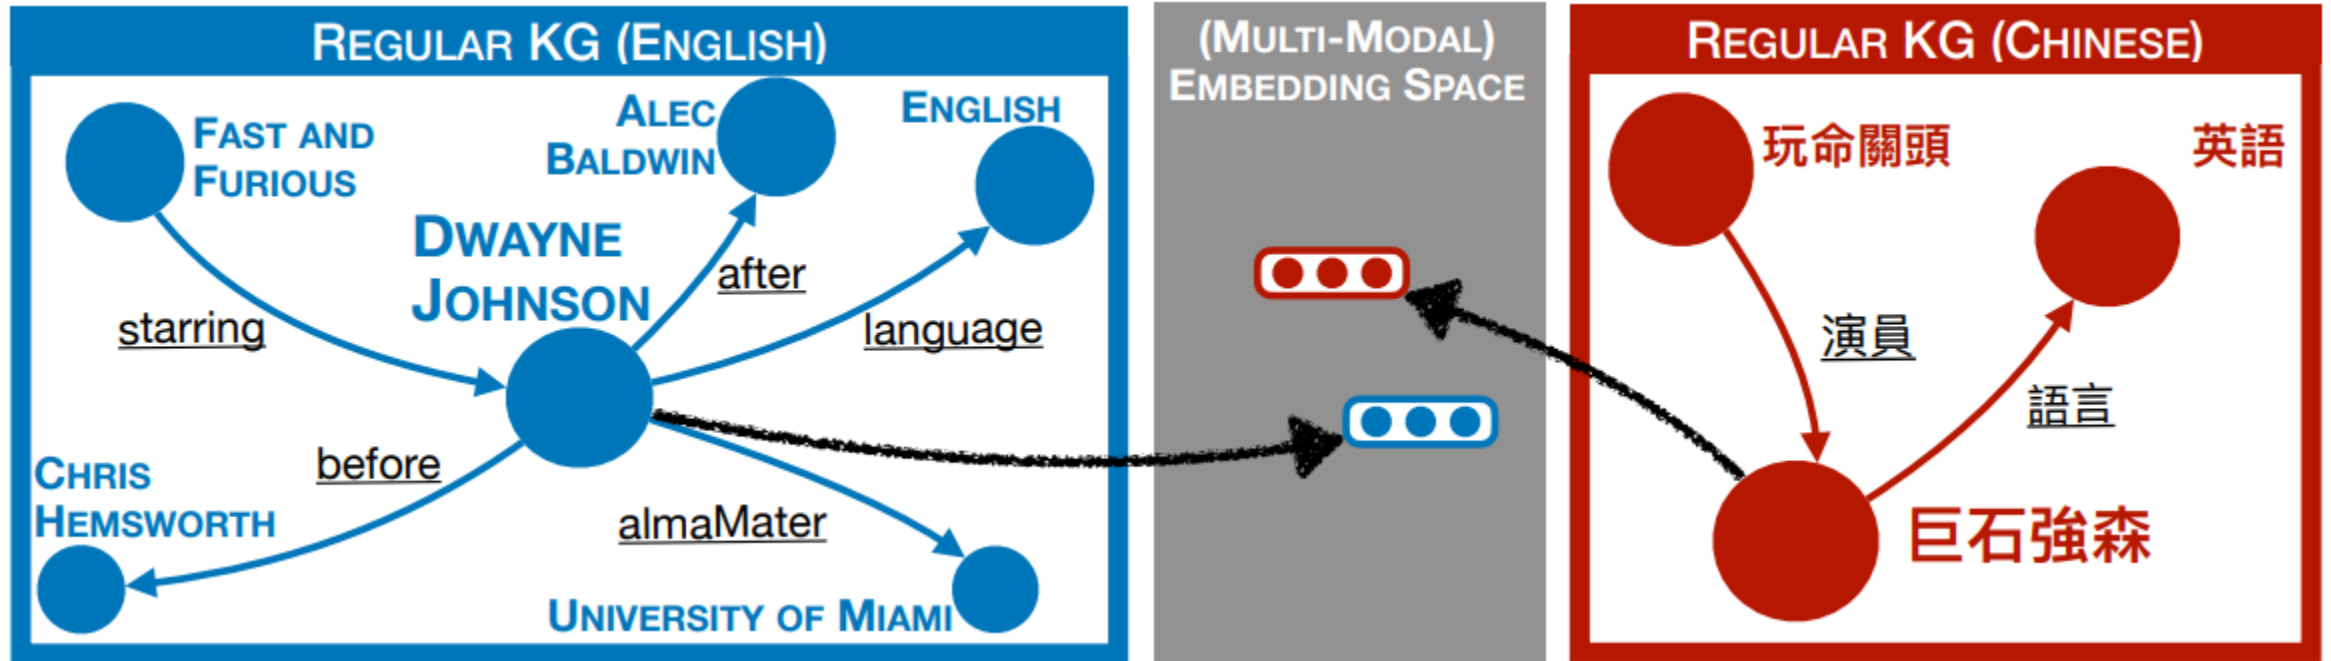 REGULAR KG (ENGLISH)
FAST AND
FURIOUS
ALEC
BALDWIN
ENGLISH
DWAYNE
JOHNSON
after
starring
language
before
CHRIS
HEMSWORTH
almaMater
UNIVERSITY OF MIAMI
(MULTI-MODAL)
EMBEDDING SPACE
REGULAR KG (CHINESE)
玩命關頭
英語
演員
語言
巨石強森